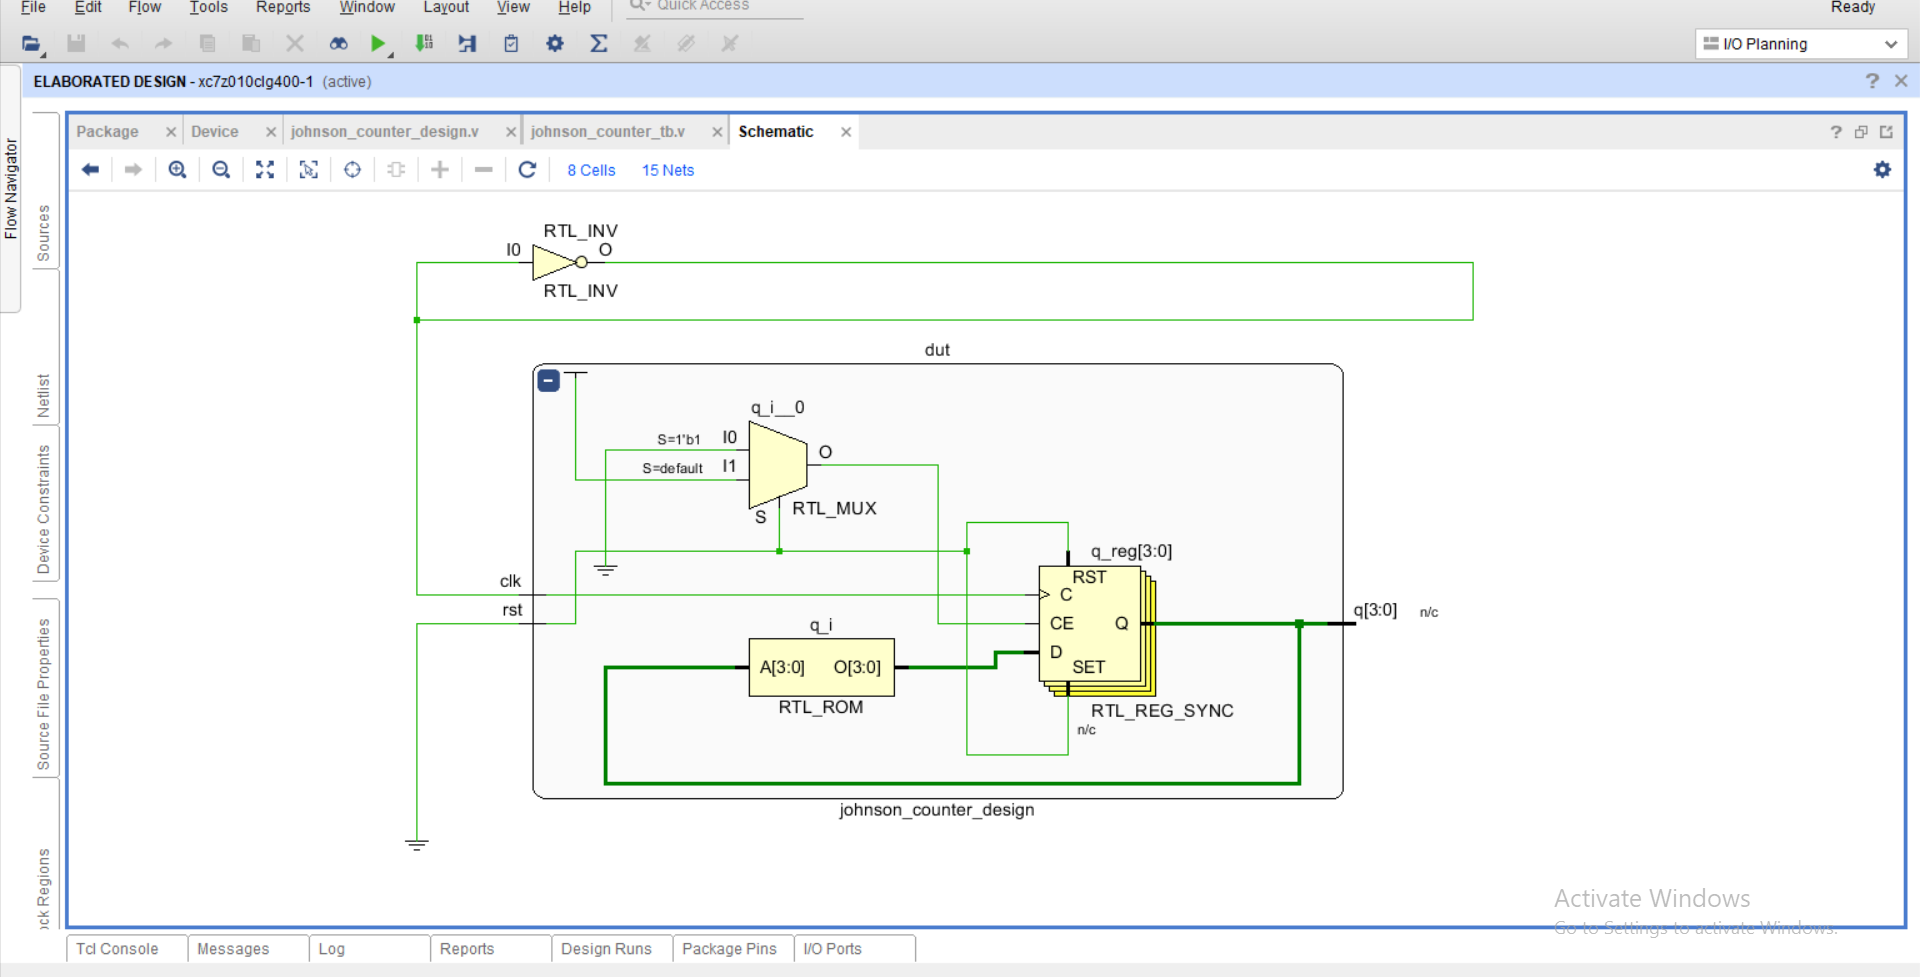 File Edit Flow Tools Reports Window Layout View Help Quick Access Ready
I/O Planning
ELABORATED DESIGN - xc7z010clg400-1 (active)
Flow Navigator
Sources
Netlist
Device Constraints
Source File Properties
ock Regions
Package Device johnson_counter_design.v johnson_counter_tb.v Schematic
8 Cells 15 Nets
RTL_INV
I0 O
RTL_INV
dut
q_i__0
S=1'b1 I0
O
S=default I1
S RTL_MUX
q_reg[3:0]
RST
clk
C
rst
CE Q
q[3:0] n/c
q_i
D
A[3:0] O[3:0]
SET
RTL_ROM
RTL_REG_SYNC
n/c
johnson_counter_design
Activate Windows
Go to Settings to activate Windows.
Tcl Console Messages Log Reports Design Runs Package Pins I/O Ports